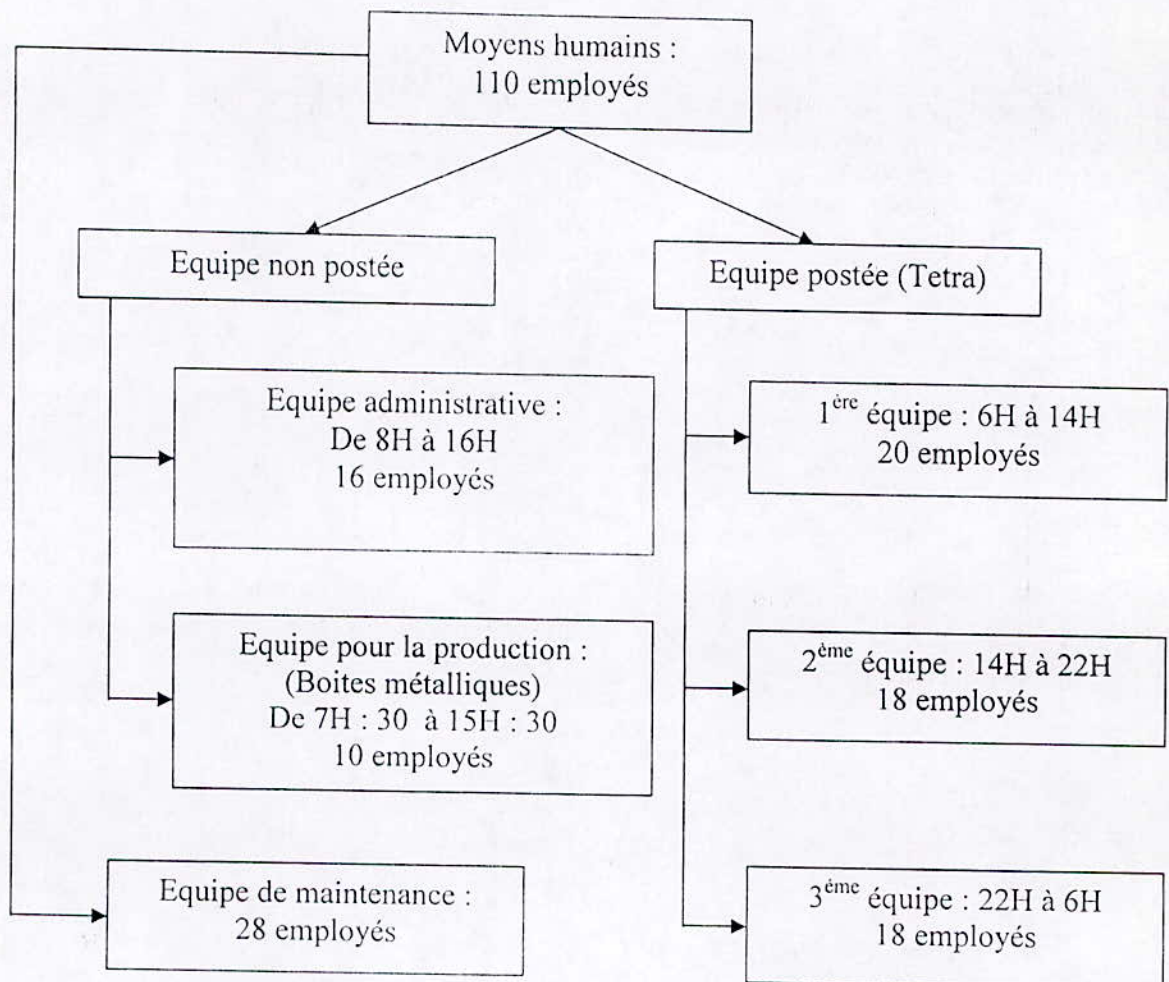 Moyens humains :
110 employés
Equipe non postée
Equipe postée (Tetra)
Equipe administrative :
De 8H à 16H
16 employés
1ère équipe : 6H à 14H
20 employés
Equipe pour la production :
(Boites métalliques)
De 7H : 30 à 15H : 30
10 employés
2ème équipe : 14H à 22H
18 employés
Equipe de maintenance :
28 employés
3ème équipe : 22H à 6H
18 employés